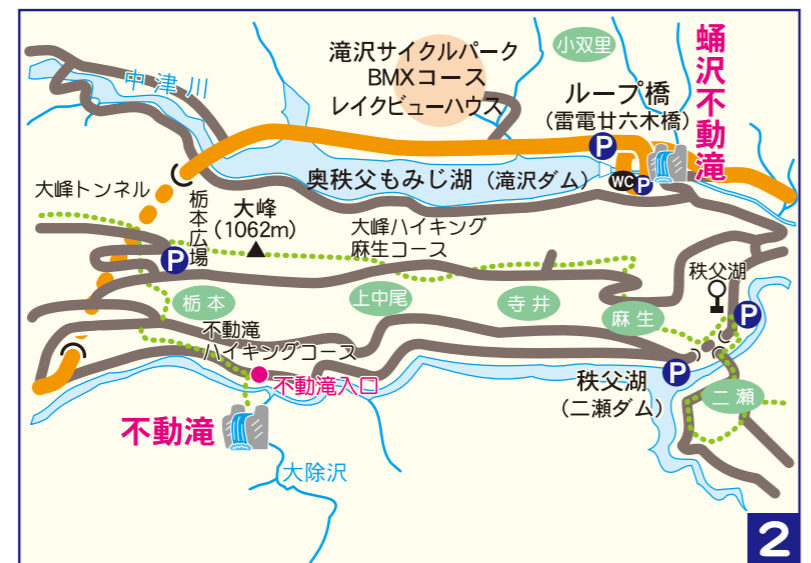 中津川
滝沢サイクルパーク
BMXコース
レイクビューハウス
小双里
ループ橋
(雷電廿六木橋)
蛹沢不動滝
P
WC
P
奥秩父もみじ湖(滝沢ダム)
大峰トンネル
栃本広場
P
大峰
(1062m)
大峰ハイキング
麻生コース
秩父湖
P
栃本
上中尾
寺井
麻生
不動滝
ハイキングコース
不動滝入口
P
秩父湖
(二瀬ダム)
二瀬
不動滝
大除沢
2